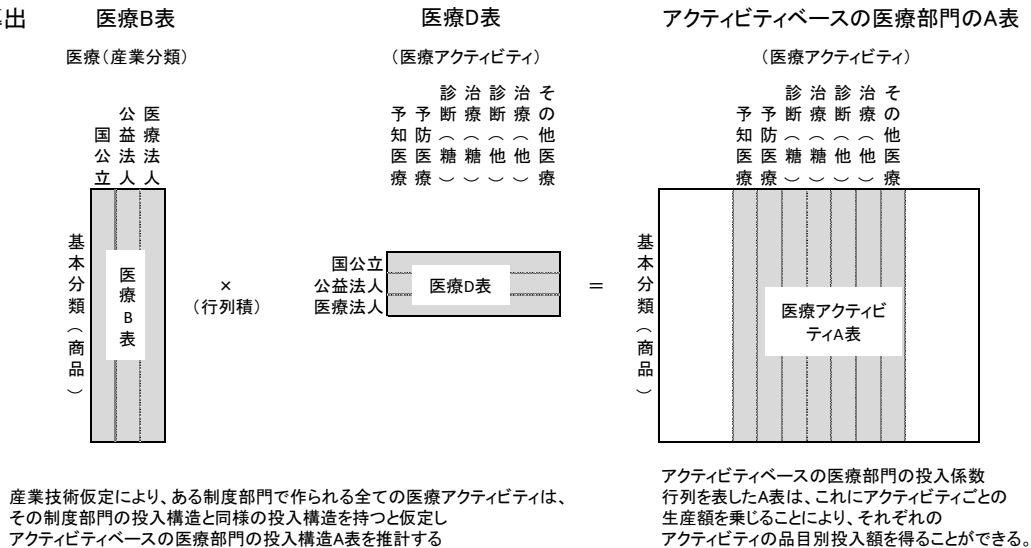 出
医療B表
医療D表
アクティビティベースの医療部門のA表
医療(産業分類)
(医療アクティビティ)
(医療アクティビティ)
国公立
公益法人
医療法人
予知医療
予防医療
診断(糖)
治療(糖)
診断(他)
治療(他)
その他医療
予知医療
予防医療
診断(糖)
治療(糖)
診断(他)
治療(他)
その他医療
基本分類(商品)
医療B表
×
(行列積)
国公立
公益法人
医療法人
医療D表
=
基本分類(商品)
医療アクティビ
ティA表
産業技術仮定により、ある制度部門で作られる全ての医療アクティビティは、
その制度部門の投入構造と同様の投入構造を持つと仮定し
アクティビティベースの医療部門の投入構造A表を推計する
アクティビティベースの医療部門の投入係数
行列を表したA表は、これにアクティビティごとの
生産額を乗じることにより、それぞれの
アクティビティの品目別投入額を得ることができる。